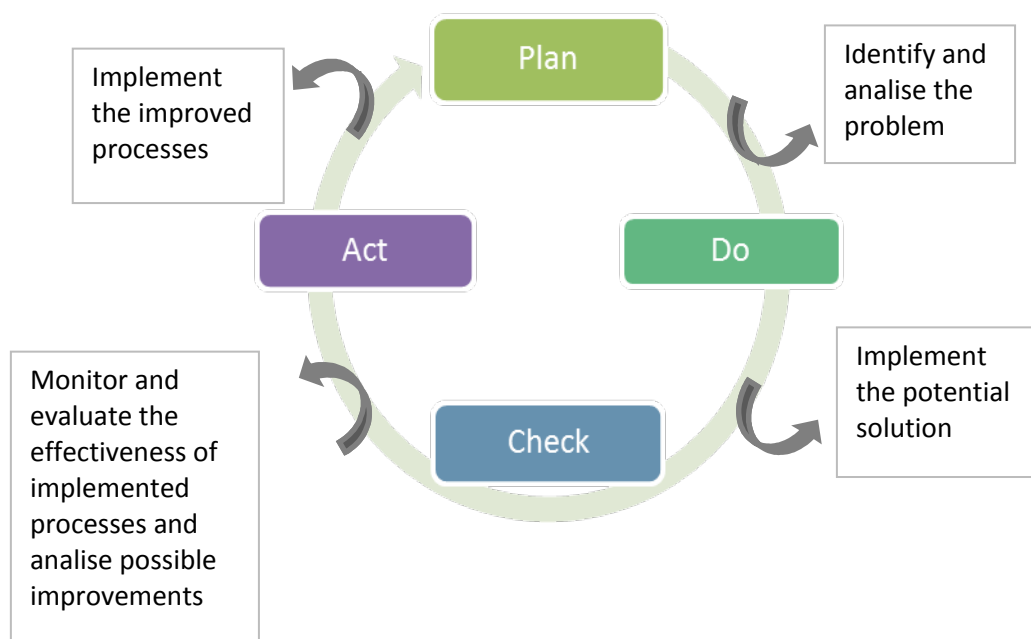 Plan
Identify and
analise the
problem
Do
Implement
the potential
solution
Check
Monitor and
evaluate the
effectiveness of
implemented
processes and
analise possible
improvements
Act
Implement
the improved
processes